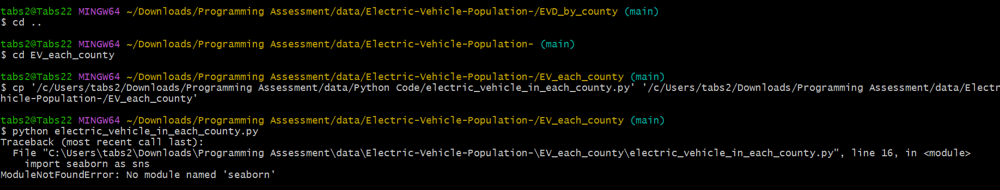 tabs2@Tabs22 MINGW64 ~/Downloads/Programming Assessment/data/Electric-Vehicle-Population-/EVD_by_county (main)
$ cd ..
tabs2@Tabs22 MINGW64 ~/Downloads/Programming Assessment/data/Electric-Vehicle-Population- (main)
$ cd EV_each_county
tabs2@Tabs22 MINGW64 ~/Downloads/Programming Assessment/data/Electric-Vehicle-Population-/EV_each_county (main)
$ cp '/c/Users/tabs2/Downloads/Programming Assessment/data/Python Code/electric_vehicle_in_each_county.py' '/c/Users/tabs2/Downloads/Programming Assessment/data/Electr
hicle-Population-/EV_each_county'
tabs2@Tabs22 MINGW64 ~/Downloads/Programming Assessment/data/Electric-Vehicle-Population-/EV_each_county (main)
$ python electric_vehicle_in_each_county.py
Traceback (most recent call last):
  File "C:\Users\tabs2\Downloads\Programming Assessment\data\Electric-Vehicle-Population-\EV_each_county\electric_vehicle_in_each_county.py", line 16, in <module>
    import seaborn as sns
ModuleNotFoundError: No module named 'seaborn'